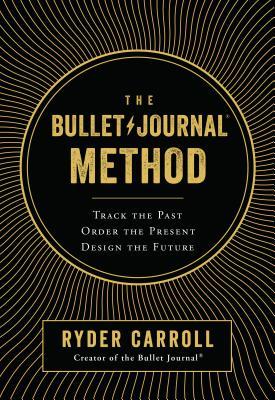 THE
BULLET⚡JOURNAL®
METHOD
TRACK THE PAST
ORDER THE PRESENT
DESIGN THE FUTURE
RYDER CARROLL
Creator of the Bullet Journal®